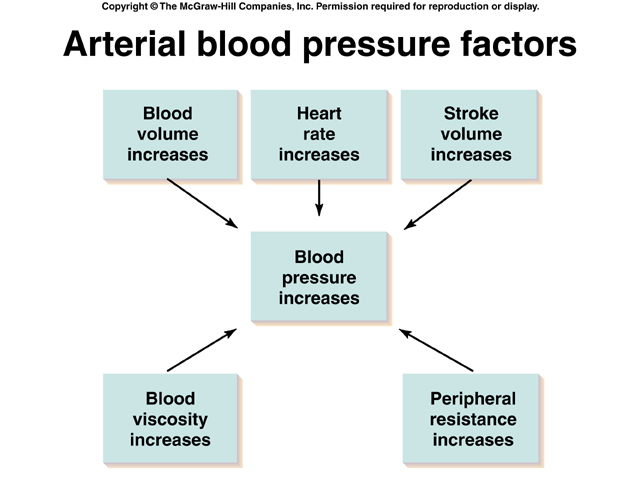 Copyright © The McGraw-Hill Companies, Inc. Permission required for reproduction or display.
Arterial blood pressure factors
Blood
volume
increases
Heart
rate
increases
Stroke
volume
increases
Blood
pressure
increases
Blood
viscosity
increases
Peripheral
resistance
increases